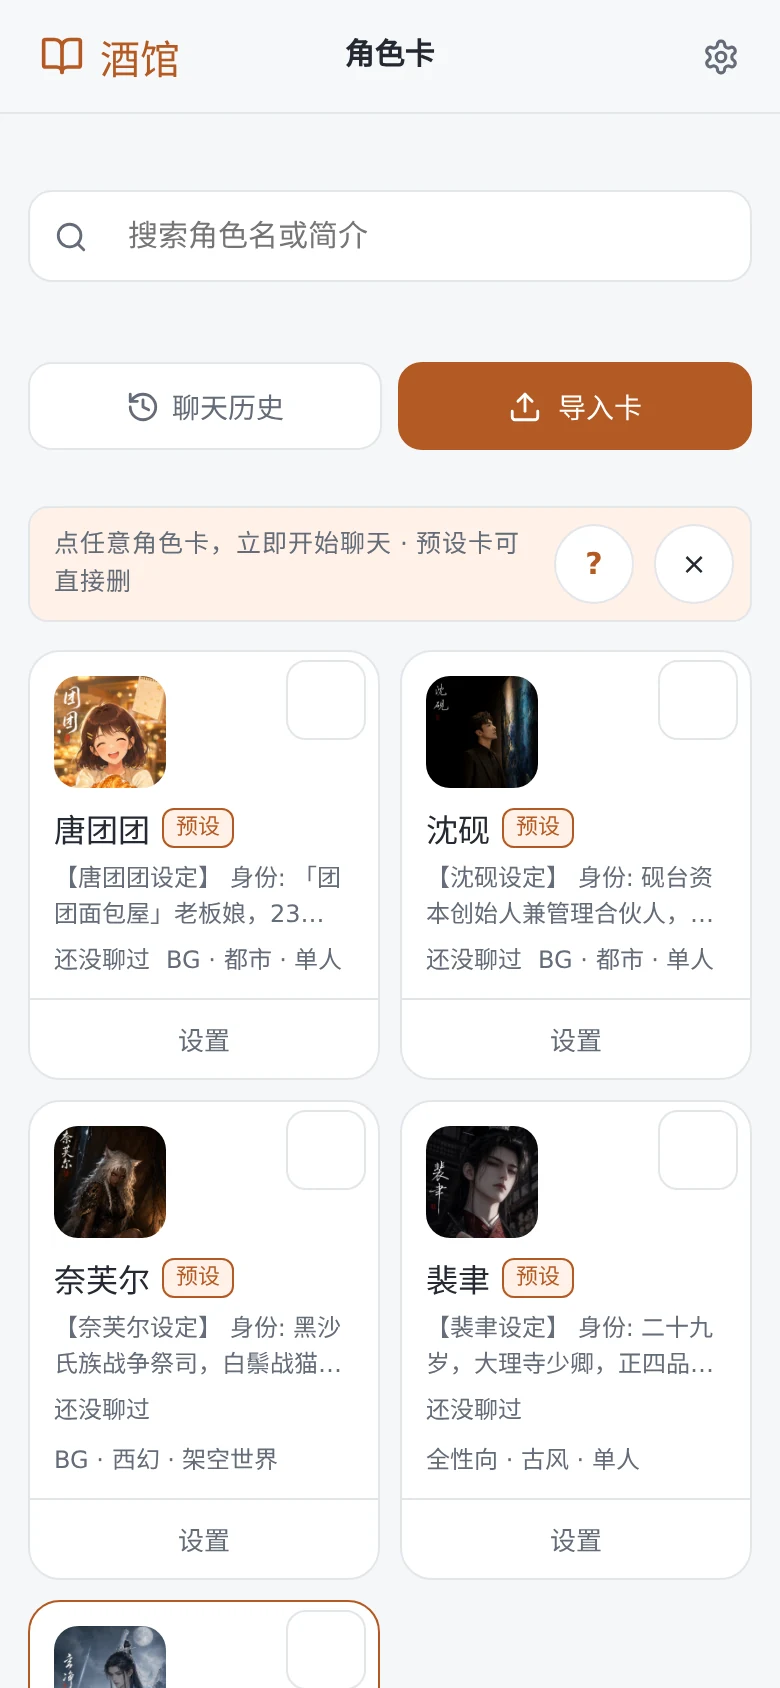 酒馆
角色卡
搜索角色名或简介
聊天历史
导入卡
点任意角色卡，立即开始聊天 · 预设卡可
直接删
?
×
团团
唐团团 预设
【唐团团设定】 身份: 「团
团面包屋」老板娘，23…
还没聊过 BG · 都市 · 单人
设置
沈砚
沈砚 预设
【沈砚设定】 身份: 砚台资
本创始人兼管理合伙人，…
还没聊过 BG · 都市 · 单人
设置
奈芙尔
奈芙尔 预设
【奈芙尔设定】 身份: 黑沙
氏族战争祭司，白鬃战猫…
还没聊过
BG · 西幻 · 架空世界
设置
裴聿
裴聿 预设
【裴聿设定】 身份: 二十九
岁，大理寺少卿，正四品…
还没聊过
全性向 · 古风 · 单人
设置